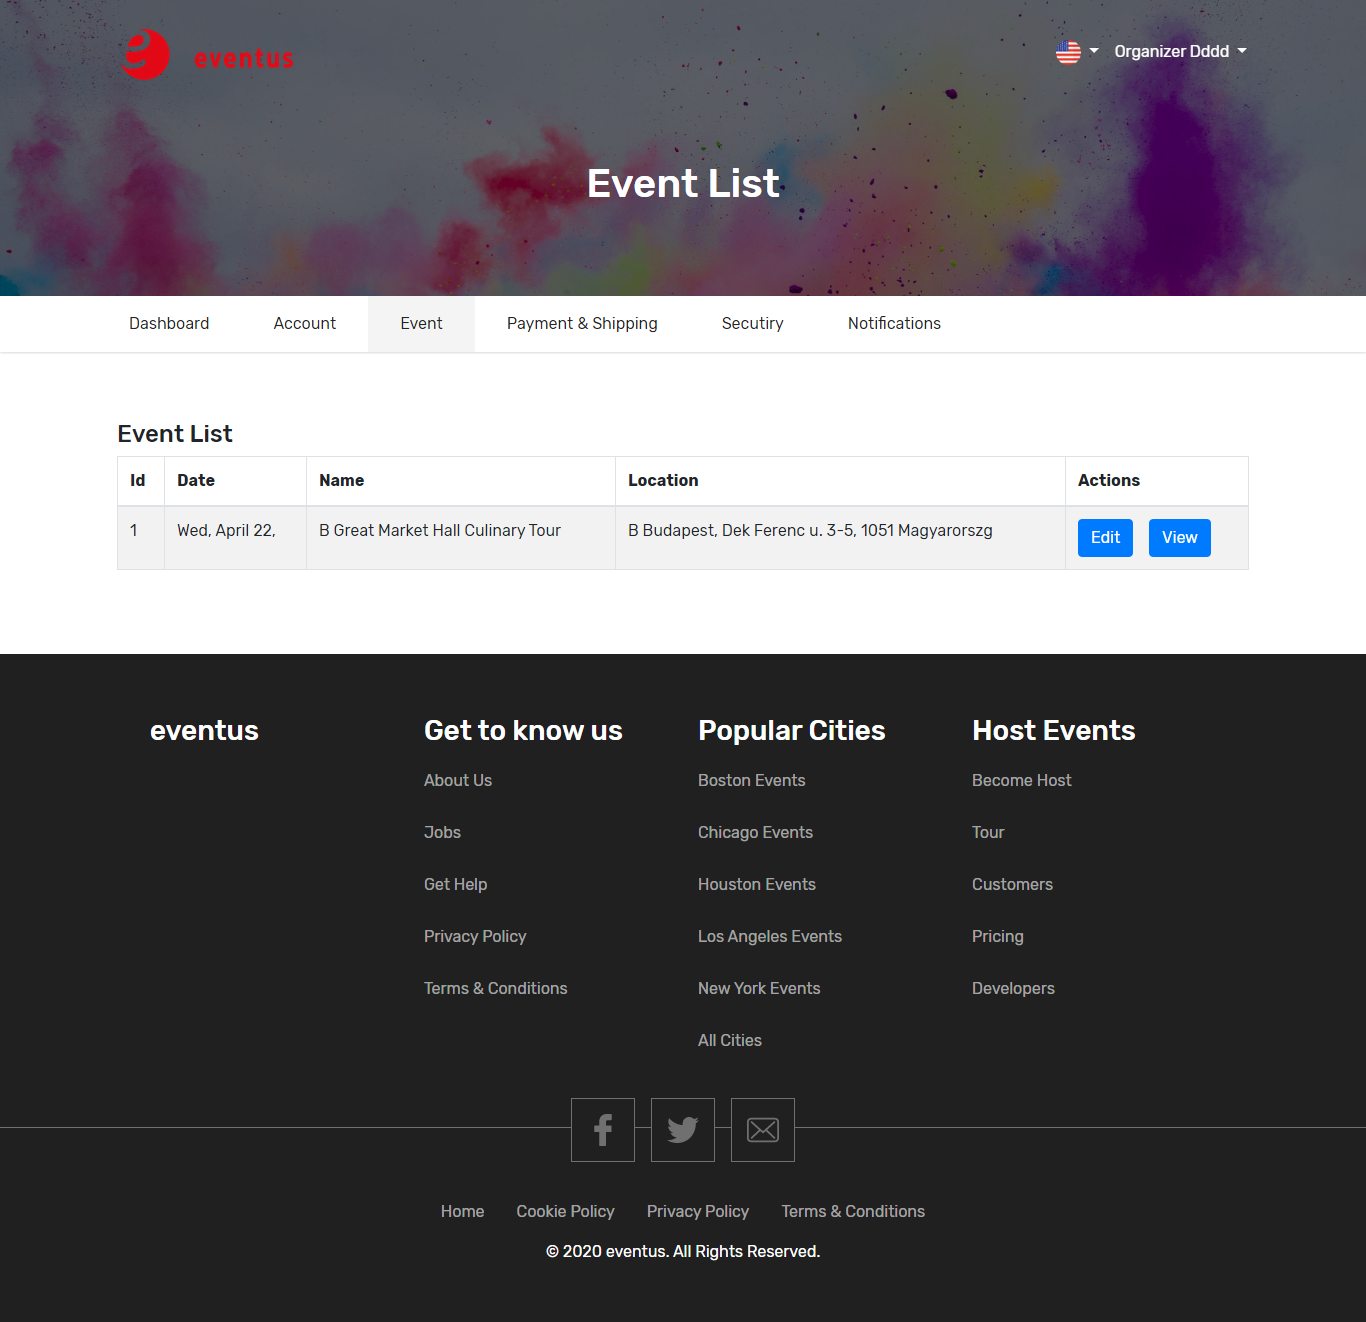 eventus
Organizer Dddd
Event List
Dashboard Account Event Payment & Shipping Secutiry Notifications
Event List
Id Date Name Location Actions
1 Wed, April 22, B Great Market Hall Culinary Tour B Budapest, Dek Ferenc u. 3-5, 1051 Magyarorszg Edit View
eventus
Get to know us
About Us
Jobs
Get Help
Privacy Policy
Terms & Conditions
Popular Cities
Boston Events
Chicago Events
Houston Events
Los Angeles Events
New York Events
All Cities
Host Events
Become Host
Tour
Customers
Pricing
Developers
Home Cookie Policy Privacy Policy Terms & Conditions
© 2020 eventus. All Rights Reserved.